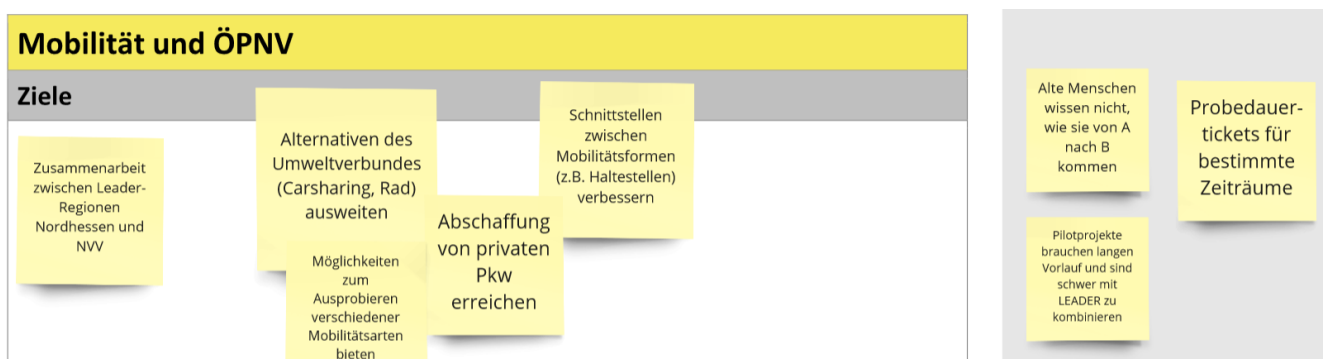 Mobilität und ÖPNV
Ziele
Zusammenarbeit
zwischen Leader-
Regionen
Nordhessen und
NVV
Alternativen des
Umweltverbundes
(Carsharing, Rad)
ausweiten
Möglichkeiten
zum
Ausprobieren
verschiedener
Mobilitätsarten
bieten
Abschaffung
von privaten
Pkw
erreichen
Schnittstellen
zwischen
Mobilitätsformen
(z.B. Haltestellen)
verbessern
Alte Menschen
wissen nicht,
wie sie von A
nach B
kommen
Probedauer-
tickets für
bestimmte
Zeiträume
Pilotprojekte
brauchen langen
Vorlauf und sind
schwer mit
LEADER zu
kombinieren